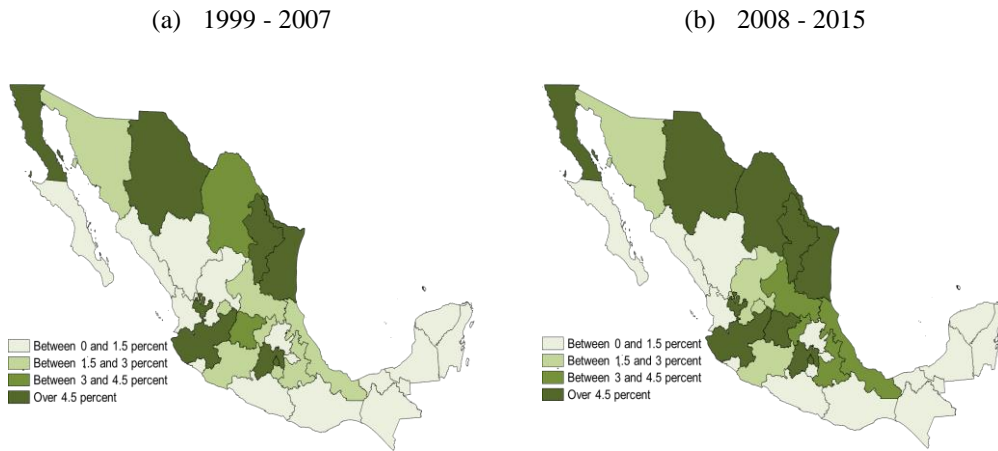 (a) 1999 - 2007
(b) 2008 - 2015
Between 0 and 1.5 percent
Between 1.5 and 3 percent
Between 3 and 4.5 percent
Over 4.5 percent
Between 0 and 1.5 percent
Between 1.5 and 3 percent
Between 3 and 4.5 percent
Over 4.5 percent